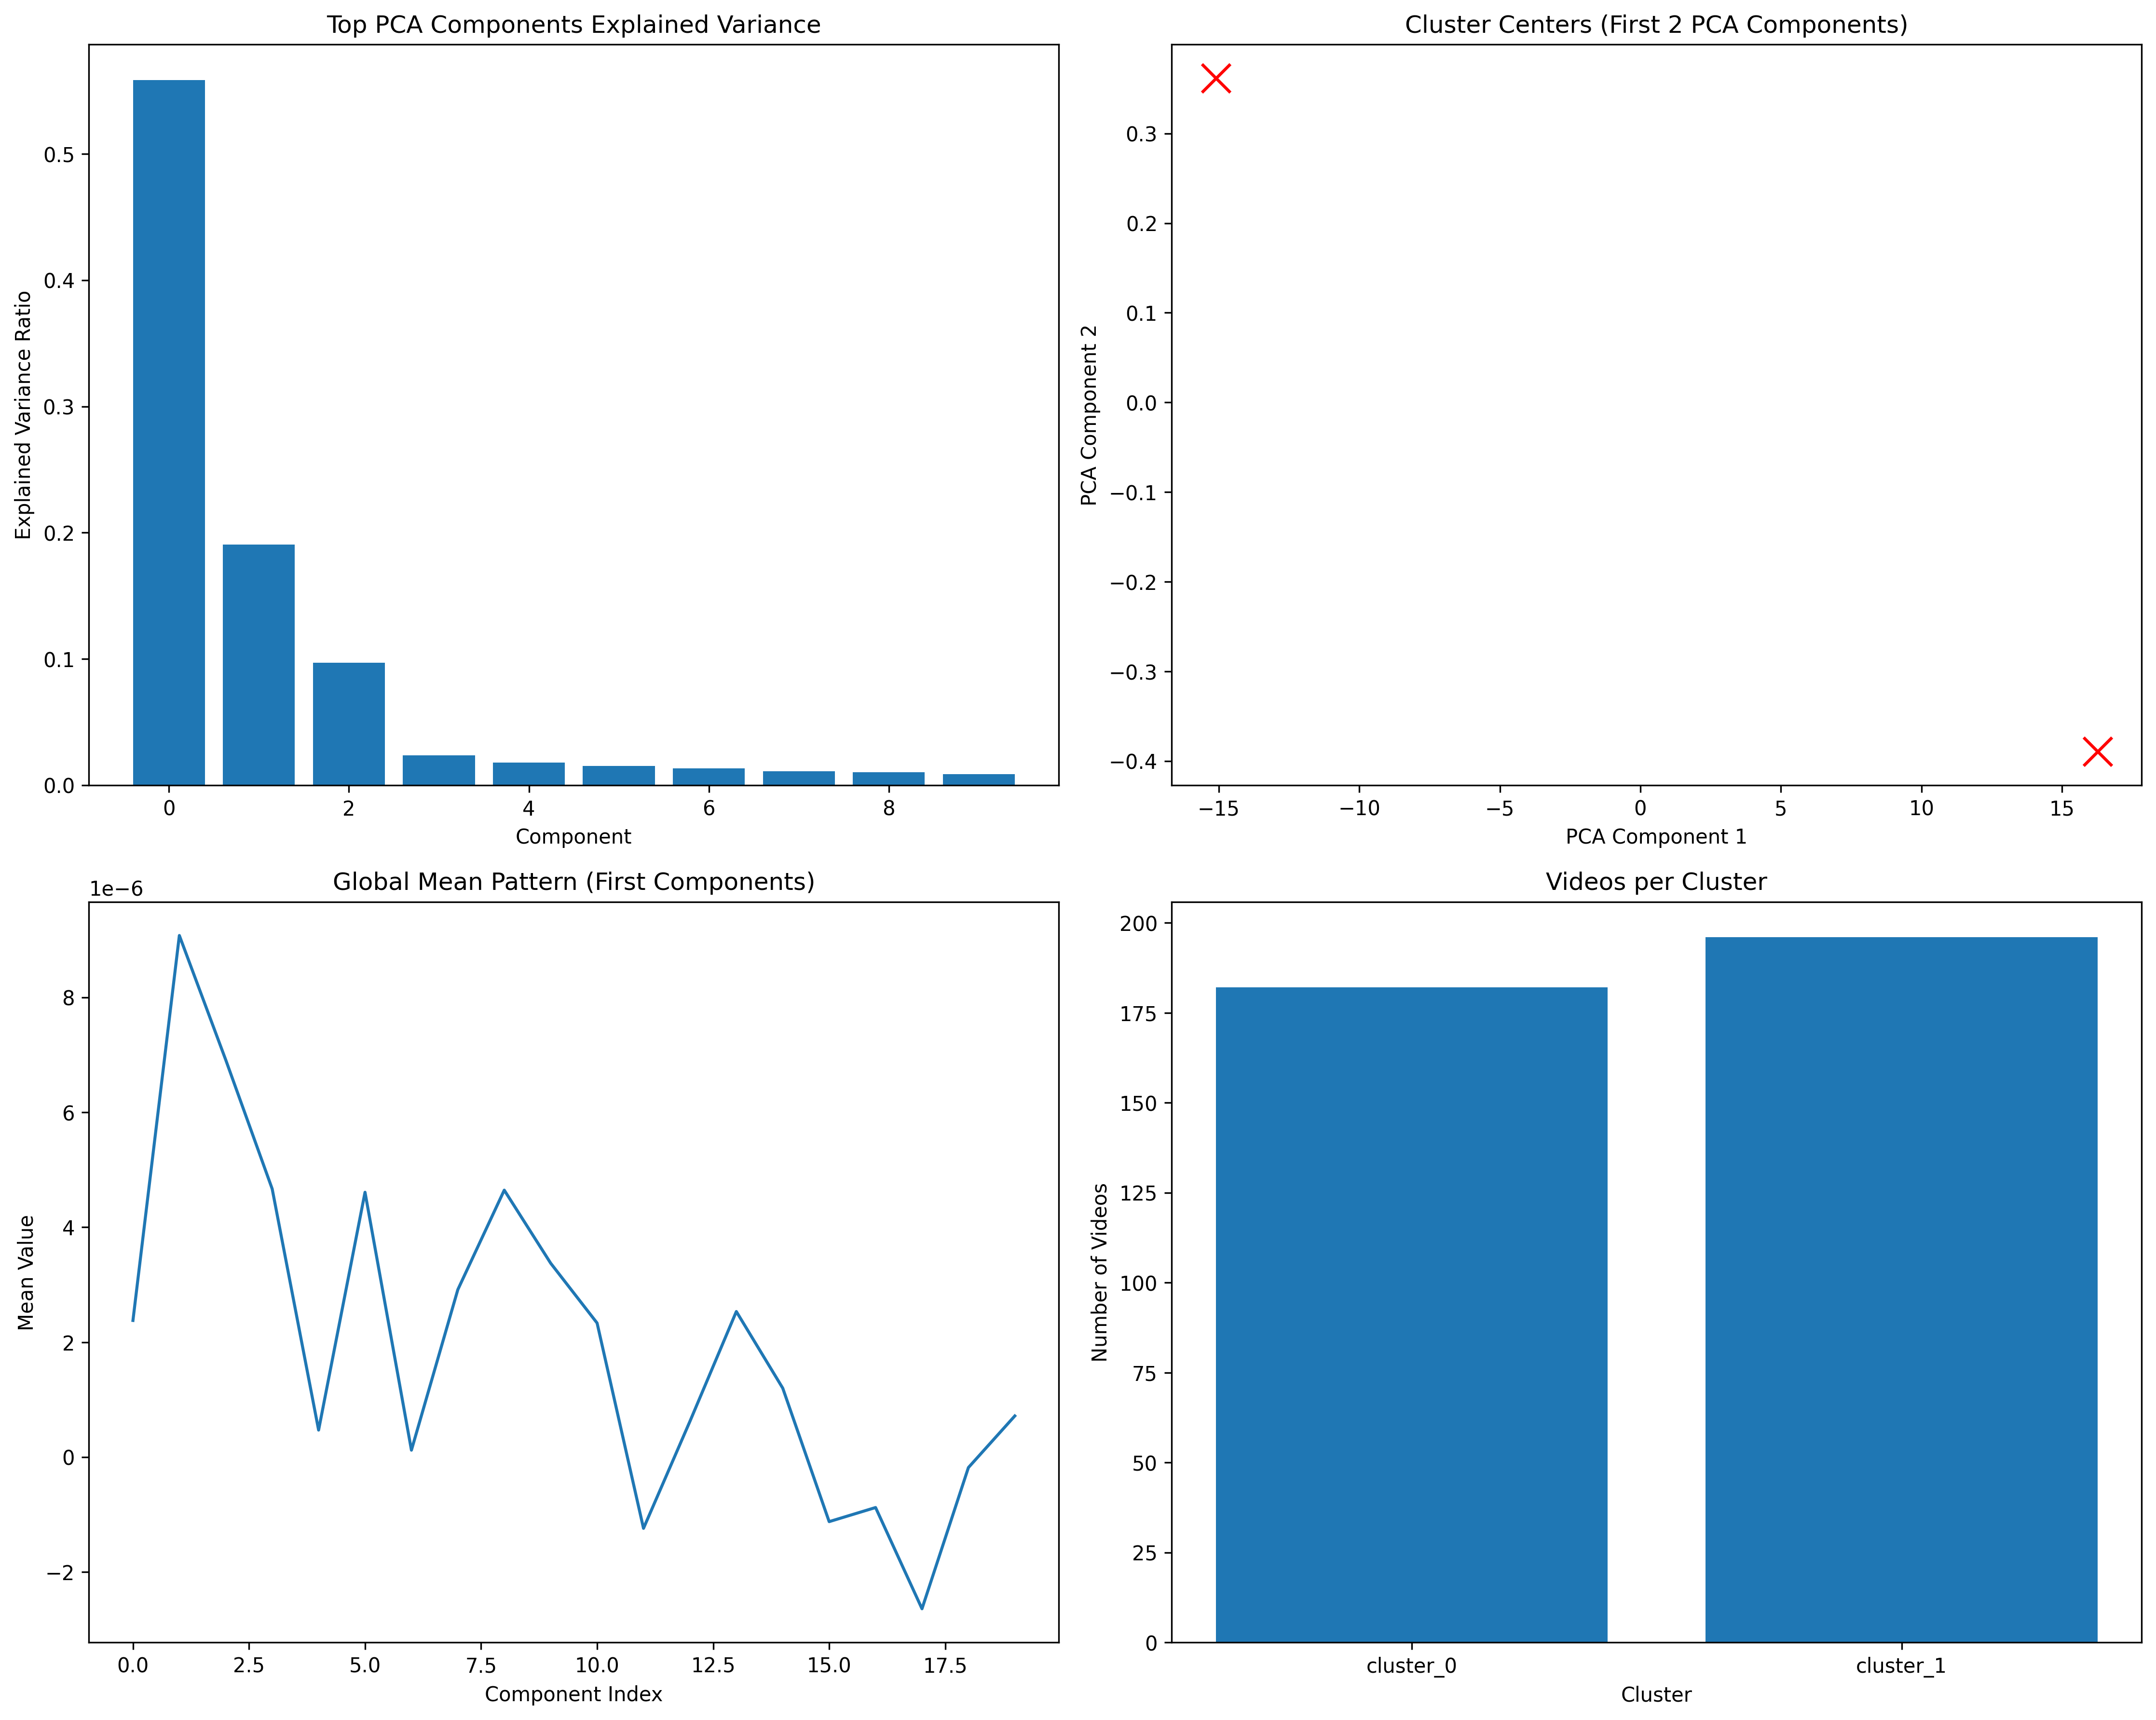 Top PCA Components Explained Variance
Explained Variance Ratio
0.5
0.4
0.3
0.2
0.1
0.0
0 2 4 6 8
Component
Cluster Centers (First 2 PCA Components)
PCA Component 2
0.3
0.2
0.1
0.0
−0.1
−0.2
−0.3
−0.4
−15 −10 −5 0 5 10 15
PCA Component 1
Global Mean Pattern (First Components)
1e−6
Mean Value
8
6
4
2
0
−2
0.0 2.5 5.0 7.5 10.0 12.5 15.0 17.5
Component Index
Videos per Cluster
Number of Videos
200
175
150
125
100
75
50
25
0
cluster_0 cluster_1
Cluster